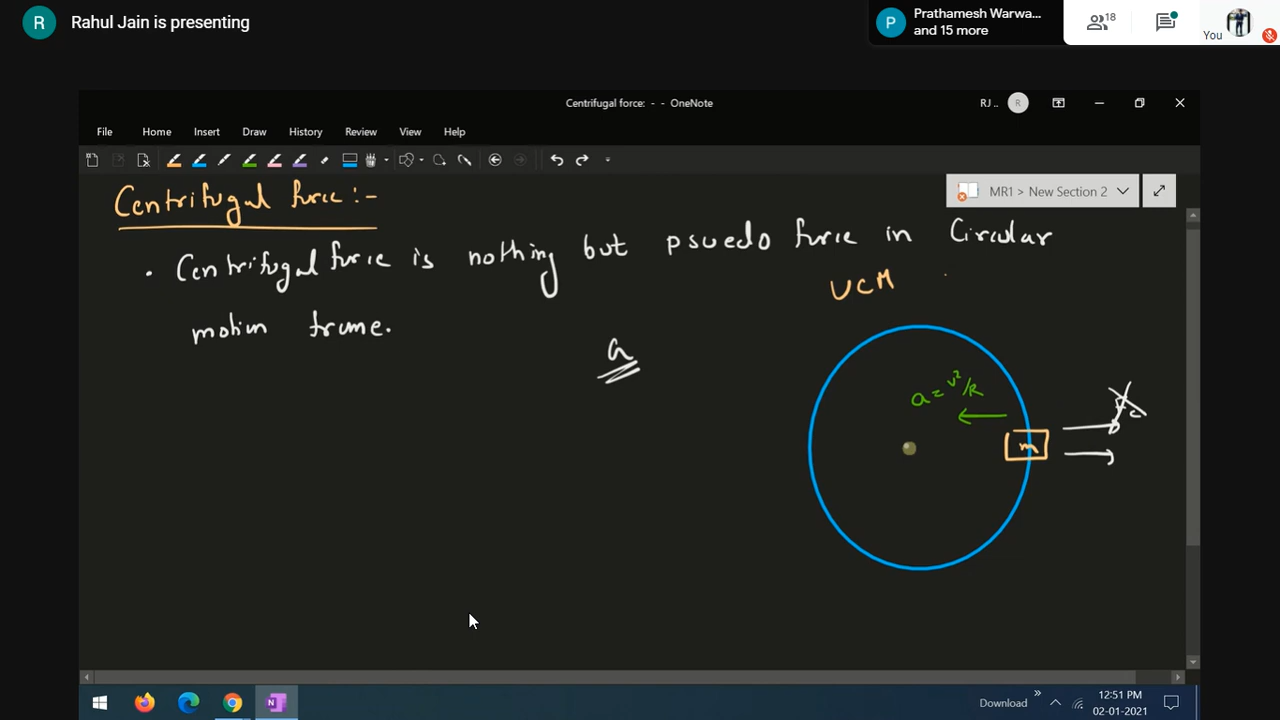 R Rahul Jain is presenting
P Prathamesh Warwa... and 15 more
18
You
Centrifugal force: - - OneNote
RJ .. R
File Home Insert Draw History Review View Help
MR1 > New Section 2
Centrifugal force :-
• Centrifugal force is nothing but psuedo force in Circular
motion frame.
UCM
a
a = v²/R
m
Download
12:51 PM
02-01-2021